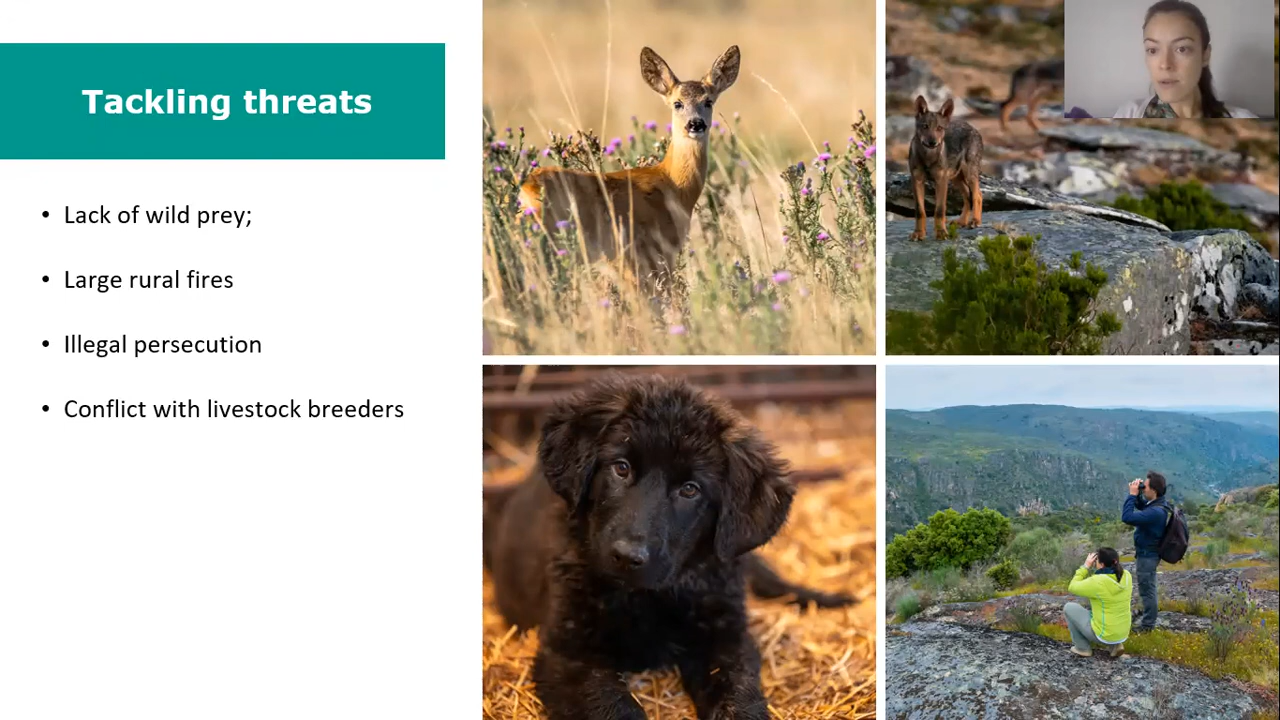 Tackling threats
• Lack of wild prey;
• Large rural fires
• Illegal persecution
• Conflict with livestock breeders